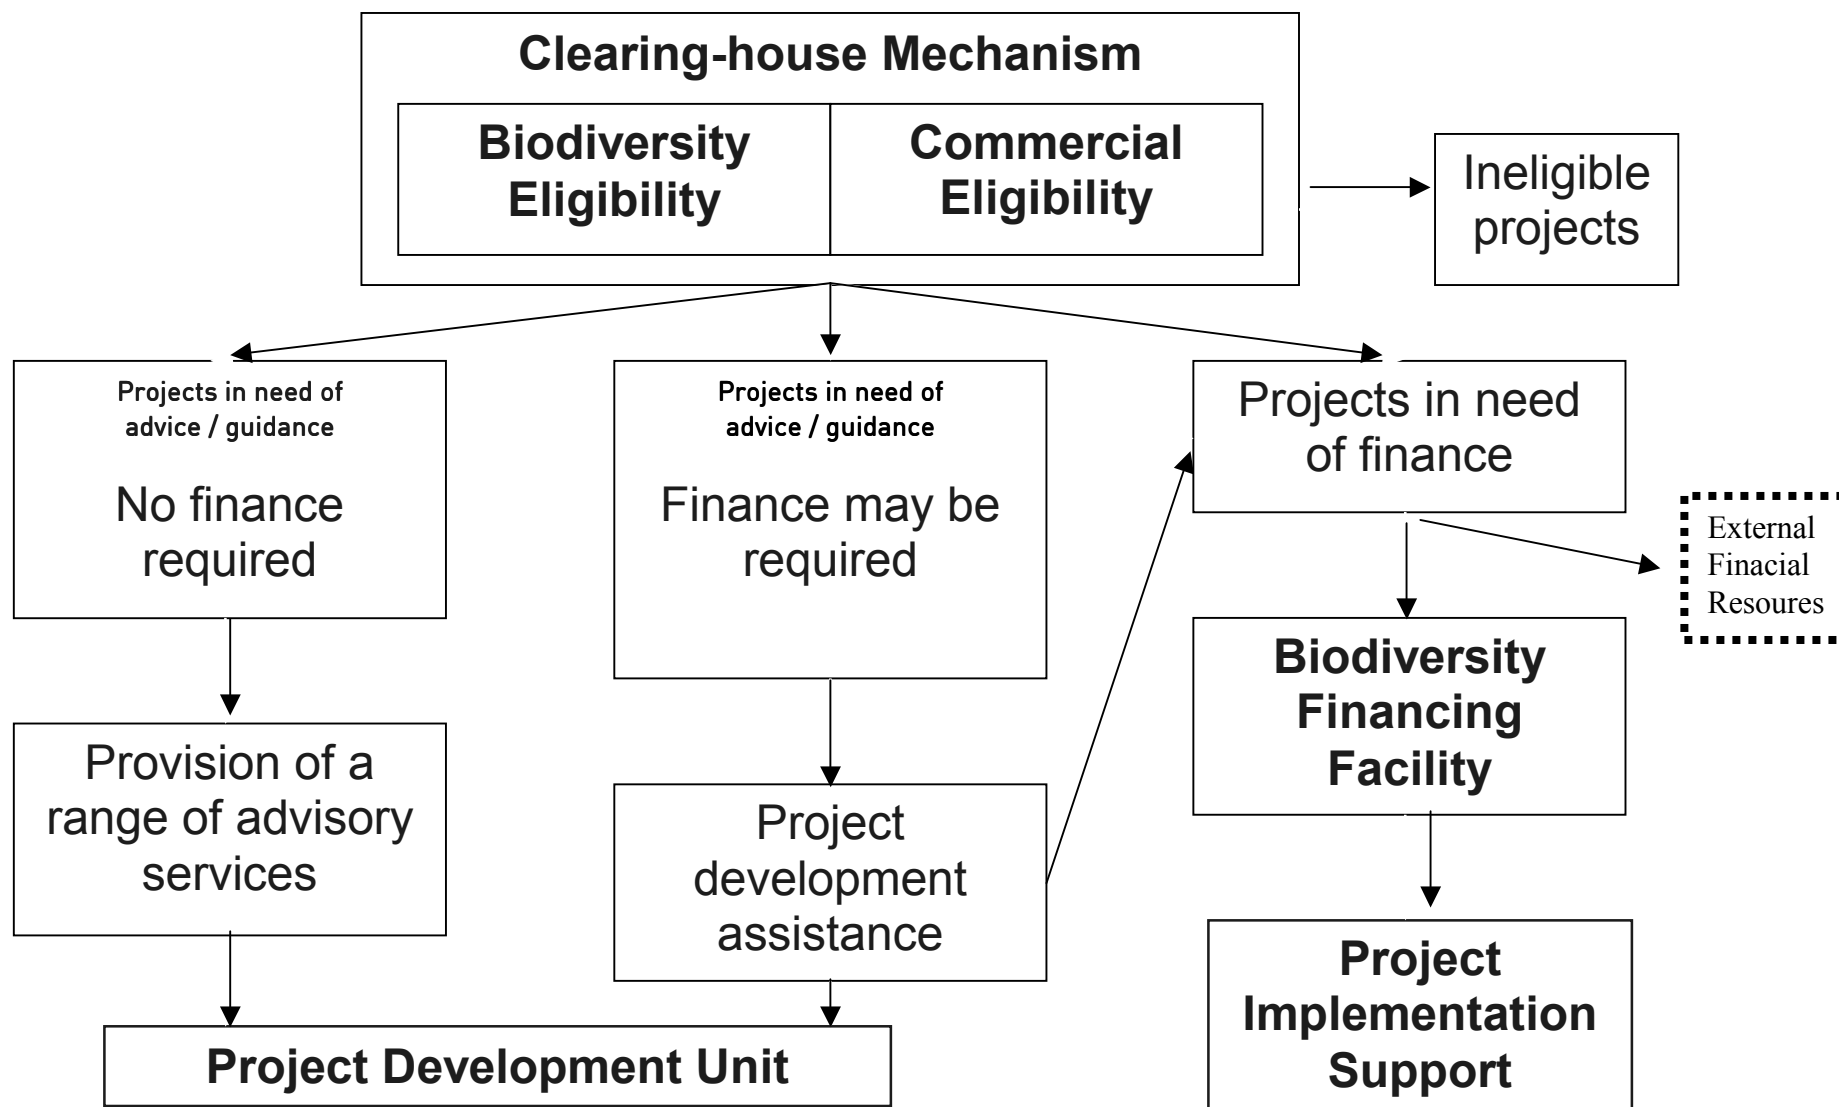 Clearing-house Mechanism
Biodiversity
Eligibility
Commercial
Eligibility
Ineligible
projects
Projects in need of
advice / guidance
No finance
required
Projects in need of
advice / guidance
Finance may be
required
Projects in need
of finance
External
Finacial
Resoures
Biodiversity
Financing
Facility
Provision of a
range of advisory
services
Project
development
assistance
Project
Implementation
Support
Project Development Unit